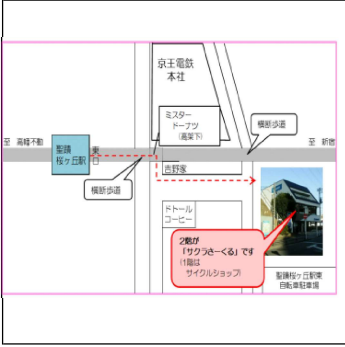 京王電鉄
本社
ミスター
ドーナツ
(高架下)
横断歩道
至 高幡不動
至 新宿
聖蹟
桜ヶ丘駅
東
口
吉野家
横断歩道
ドトール
コーヒー
2階が
「サクラさーくる」です
(1階は
サイクルショップ)
聖蹟桜ヶ丘駅東
自転車駐車場